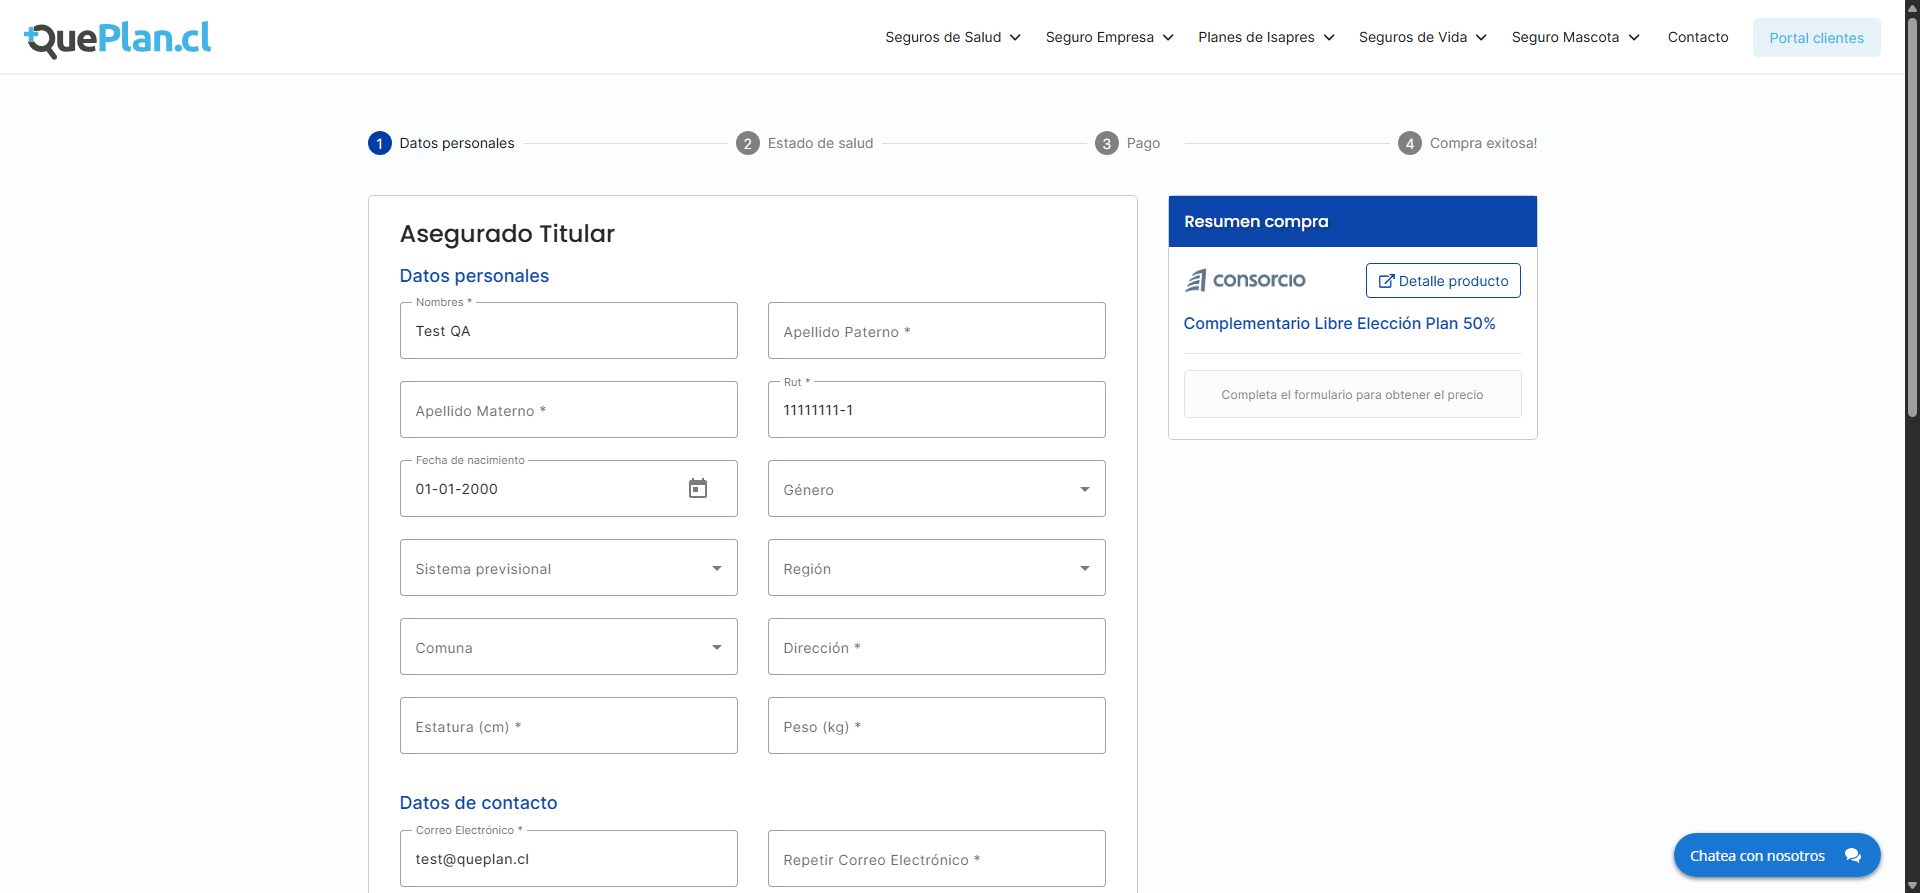 QuePlan.cl
Seguros de Salud
Seguro Empresa
Planes de Isapres
Seguros de Vida
Seguro Mascota
Contacto
Portal clientes
1 Datos personales
2 Estado de salud
3 Pago
4 Compra exitosa!
Asegurado Titular
Datos personales
Nombres *
Test QA
Apellido Paterno *
Apellido Materno *
Rut *
11111111-1
Fecha de nacimiento
01-01-2000
Género
Sistema previsional
Región
Comuna
Dirección *
Estatura (cm) *
Peso (kg) *
Datos de contacto
Correo Electrónico *
test@queplan.cl
Repetir Correo Electrónico *
Resumen compra
consorcio
Detalle producto
Complementario Libre Elección Plan 50%
Completa el formulario para obtener el precio
Chatea con nosotros